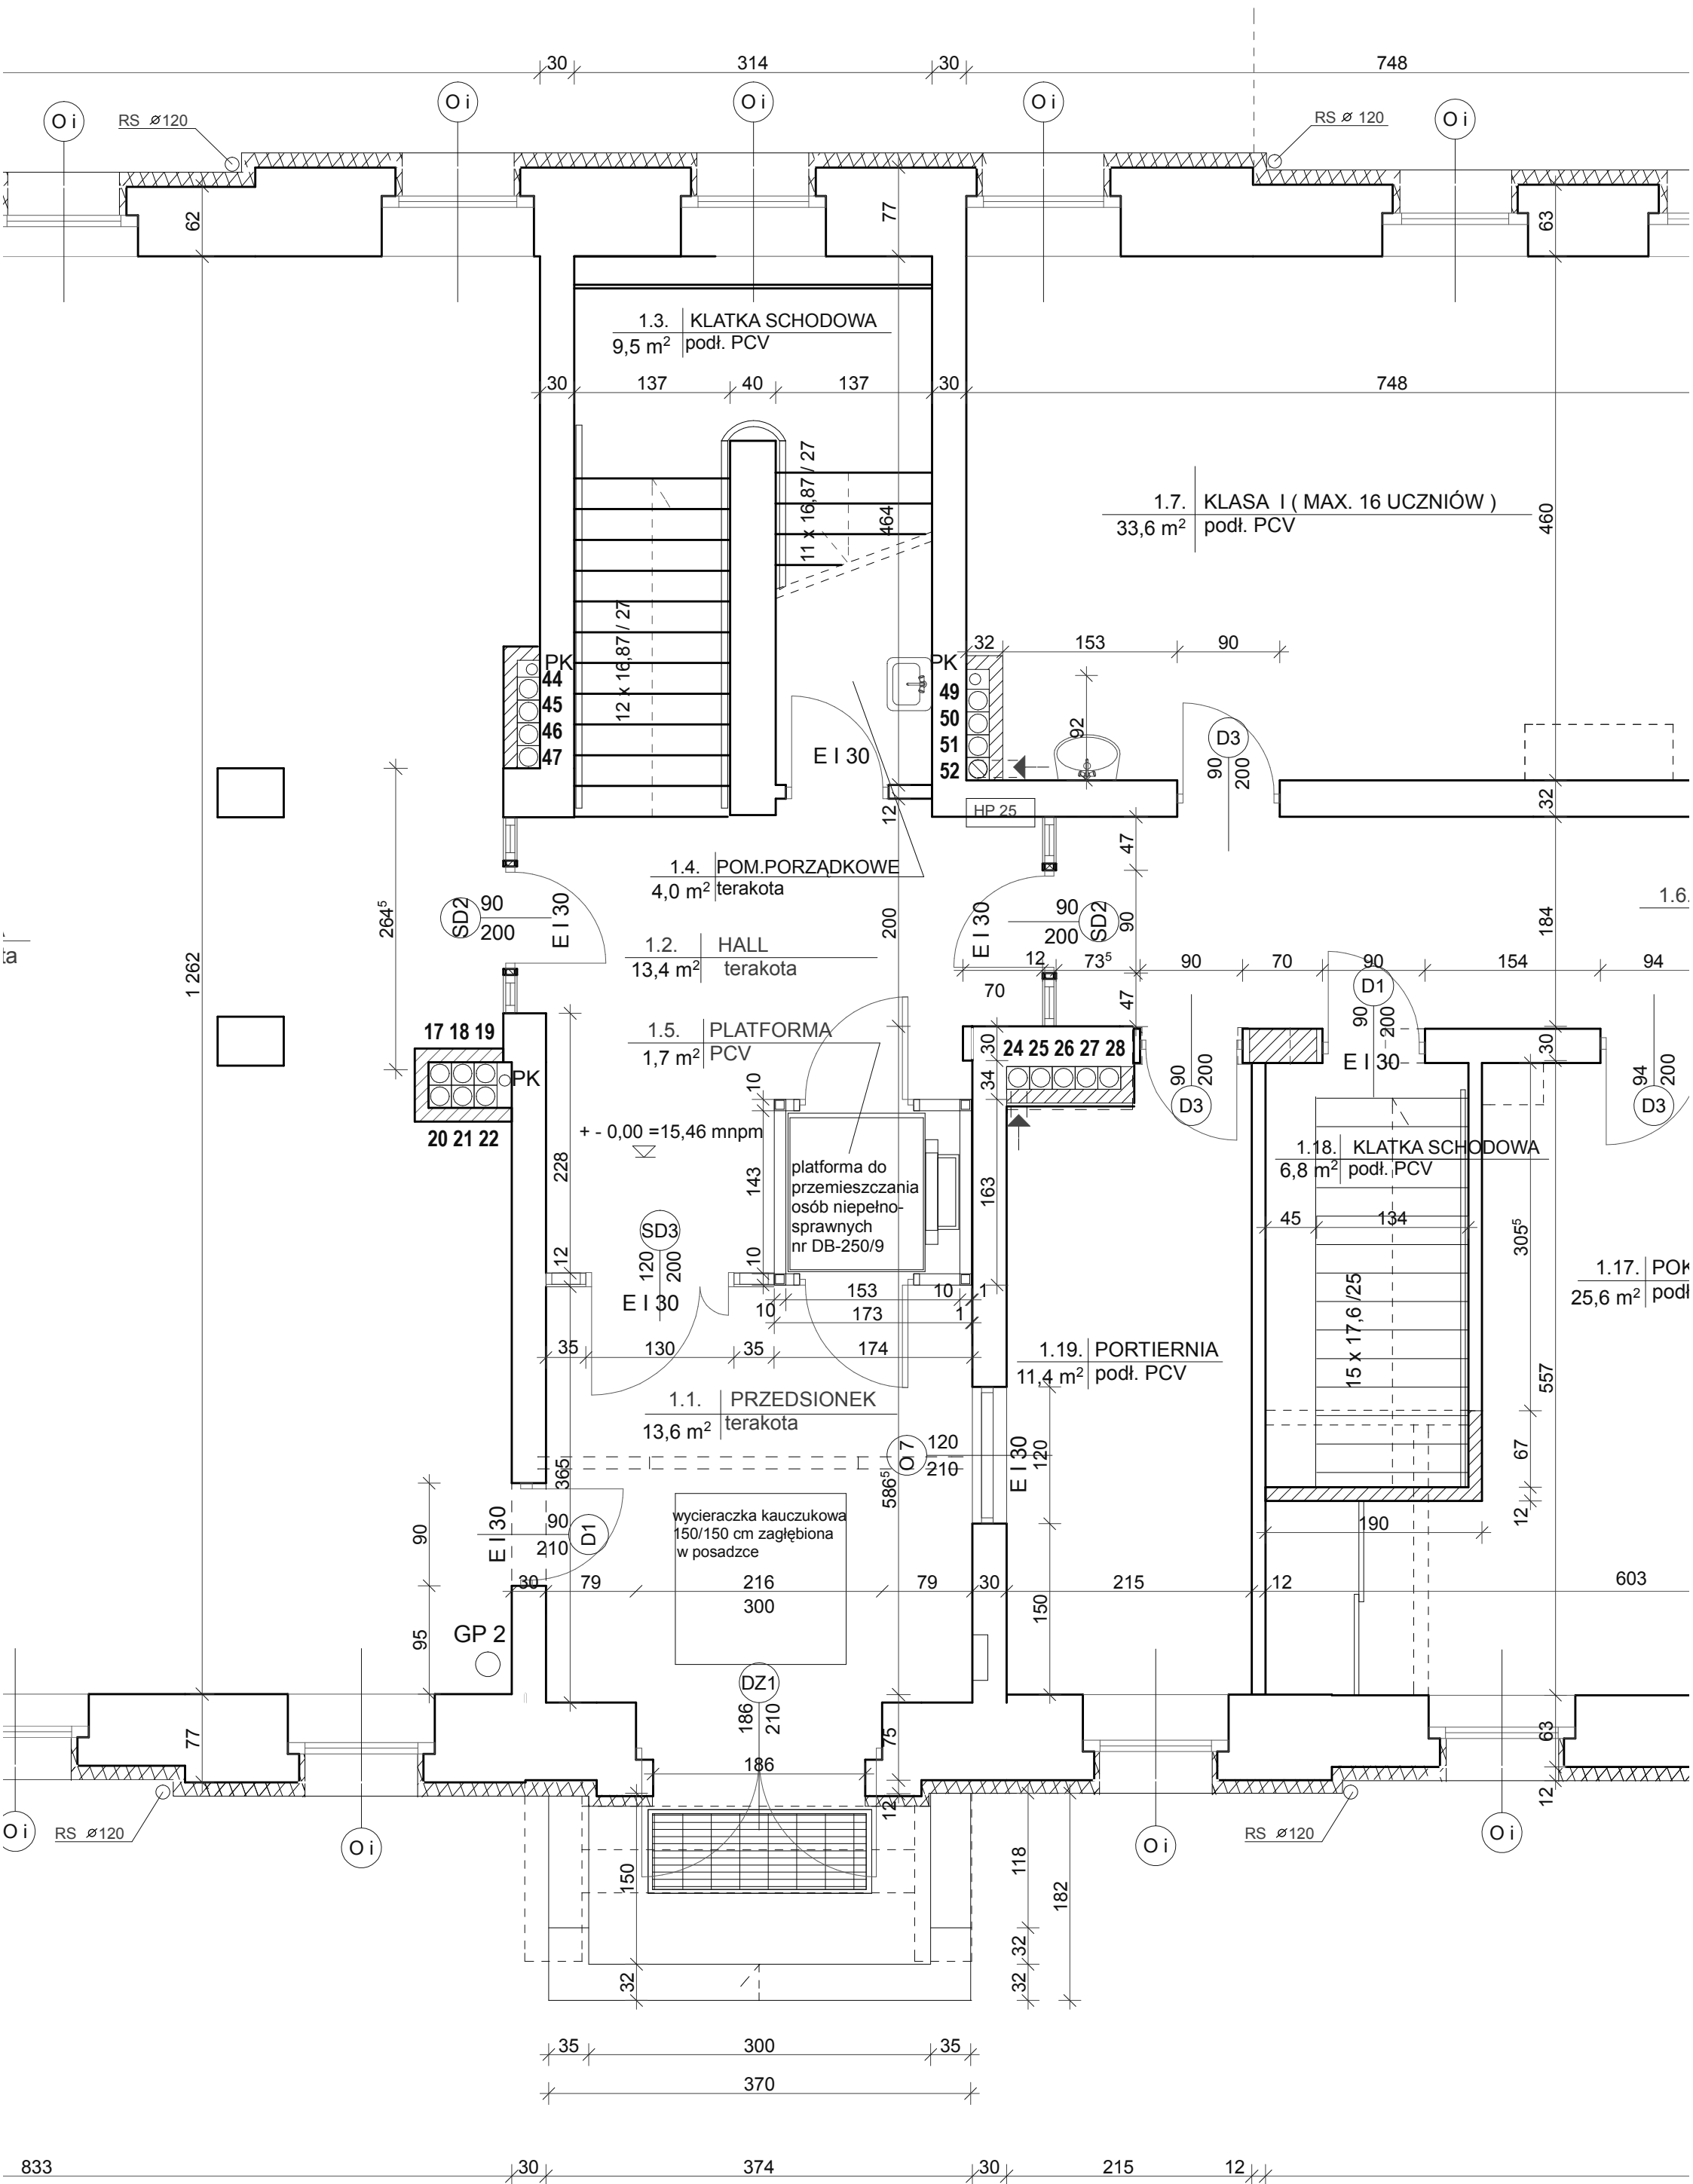 30 314 30 748
O i O i O i O i O i
RS ⌀120
RS ⌀ 120
62
77
63
1.3. KLATKA SCHODOWA
9,5 m² podł. PCV
30 137 40 137 30 748
11 x 16,87 / 27
464
12 x 16,87 / 27
1.7. KLASA I ( MAX. 16 UCZNIÓW )
33,6 m² podł. PCV
460
32 153 90
PK
44
45
46
47
PK
49
50
51
52
92
D3
90
200
E I 30
HP 25
12
32
47
1.4. POM.PORZĄDKOWE
4,0 m² terakota
264⁵
SD2 90
200
E I 30
200
E I 30
90
200 SD2
90
184
1.6.
ta
1.2. HALL
13,4 m² terakota
1262
12 73⁵ 90 70 90 154 94
70
47
D1
90
200
E I 30
1.5. PLATFORMA
1,7 m² PCV
17 18 19
PK
20 21 22
30
34
24 25 26 27 28
90
200
D3
30
94
200
D3
10
+ - 0,00 =15,46 mnpm
228
143
163
platforma do
przemieszczania
osób niepełno-
sprawnych
nr DB-250/9
1.18. KLATKA SCHODOWA
6,8 m² podł. PCV
45 134
305⁵
SD3
120
200
E I 30
12
10
153 10 1
10 173 1
35 130 35 174
1.17. POK
25,6 m² podł
15 x 17,6 /25
1.19. PORTIERNIA
11,4 m² podł. PCV
557
1.1. PRZEDSIONEK
13,6 m² terakota
O 7 120
210
E I 30
120
67
365
586⁵
wycieraczka kauczukowa
150/150 cm zagłębiona
w posadzce
90
E I 30
90
210 D1
12
190
30 79 216 79 30 215 12 603
300
150
95
GP 2
DZ1
186
210
77
75
63
186
12
12
O i O i O i O i
RS ⌀120
RS ⌀120
150
118
182
32
32
32
35 300 35
370
833 30 374 30 215 12